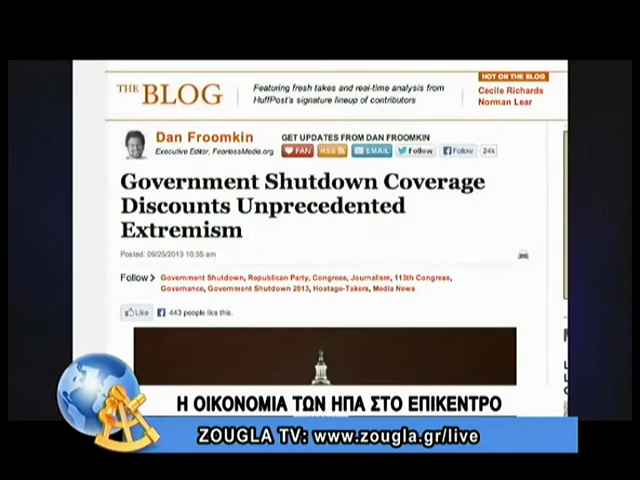 THE BLOG
Featuring fresh takes and real-time analysis from
HuffPost's signature lineup of contributors
HOT ON THE BLOG
Cecile Richards
Norman Lear
Dan Froomkin
Executive Editor, FearlessMedia.org
GET UPDATES FROM DAN FROOMKIN
FAN RSS EMAIL Follow Follow 24k
Government Shutdown Coverage
Discounts Unprecedented
Extremism
Posted: 09/25/2013 10:35 am
Follow
Government Shutdown, Republican Party, Congress, Journalism, 113th Congress,
Governance, Government Shutdown 2013, Hostage-Takers, Media News
Like 443 people like this.
Η ΟΙΚΟΝΟΜΙΑ ΤΩΝ ΗΠΑ ΣΤΟ ΕΠΙΚΕΝΤΡΟ
ZOUGLA TV: www.zougla.gr/live